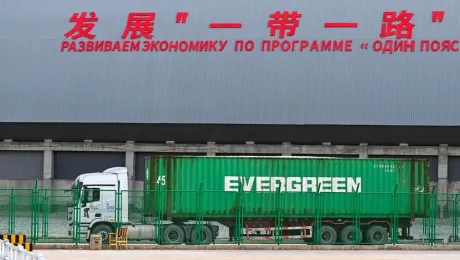 发展"一带一路"
РАЗВИВАЕМ ЭКОНОМИКУ ПО ПРОГРАММЕ « ОДИН ПОЯС
45
EVERGREEN